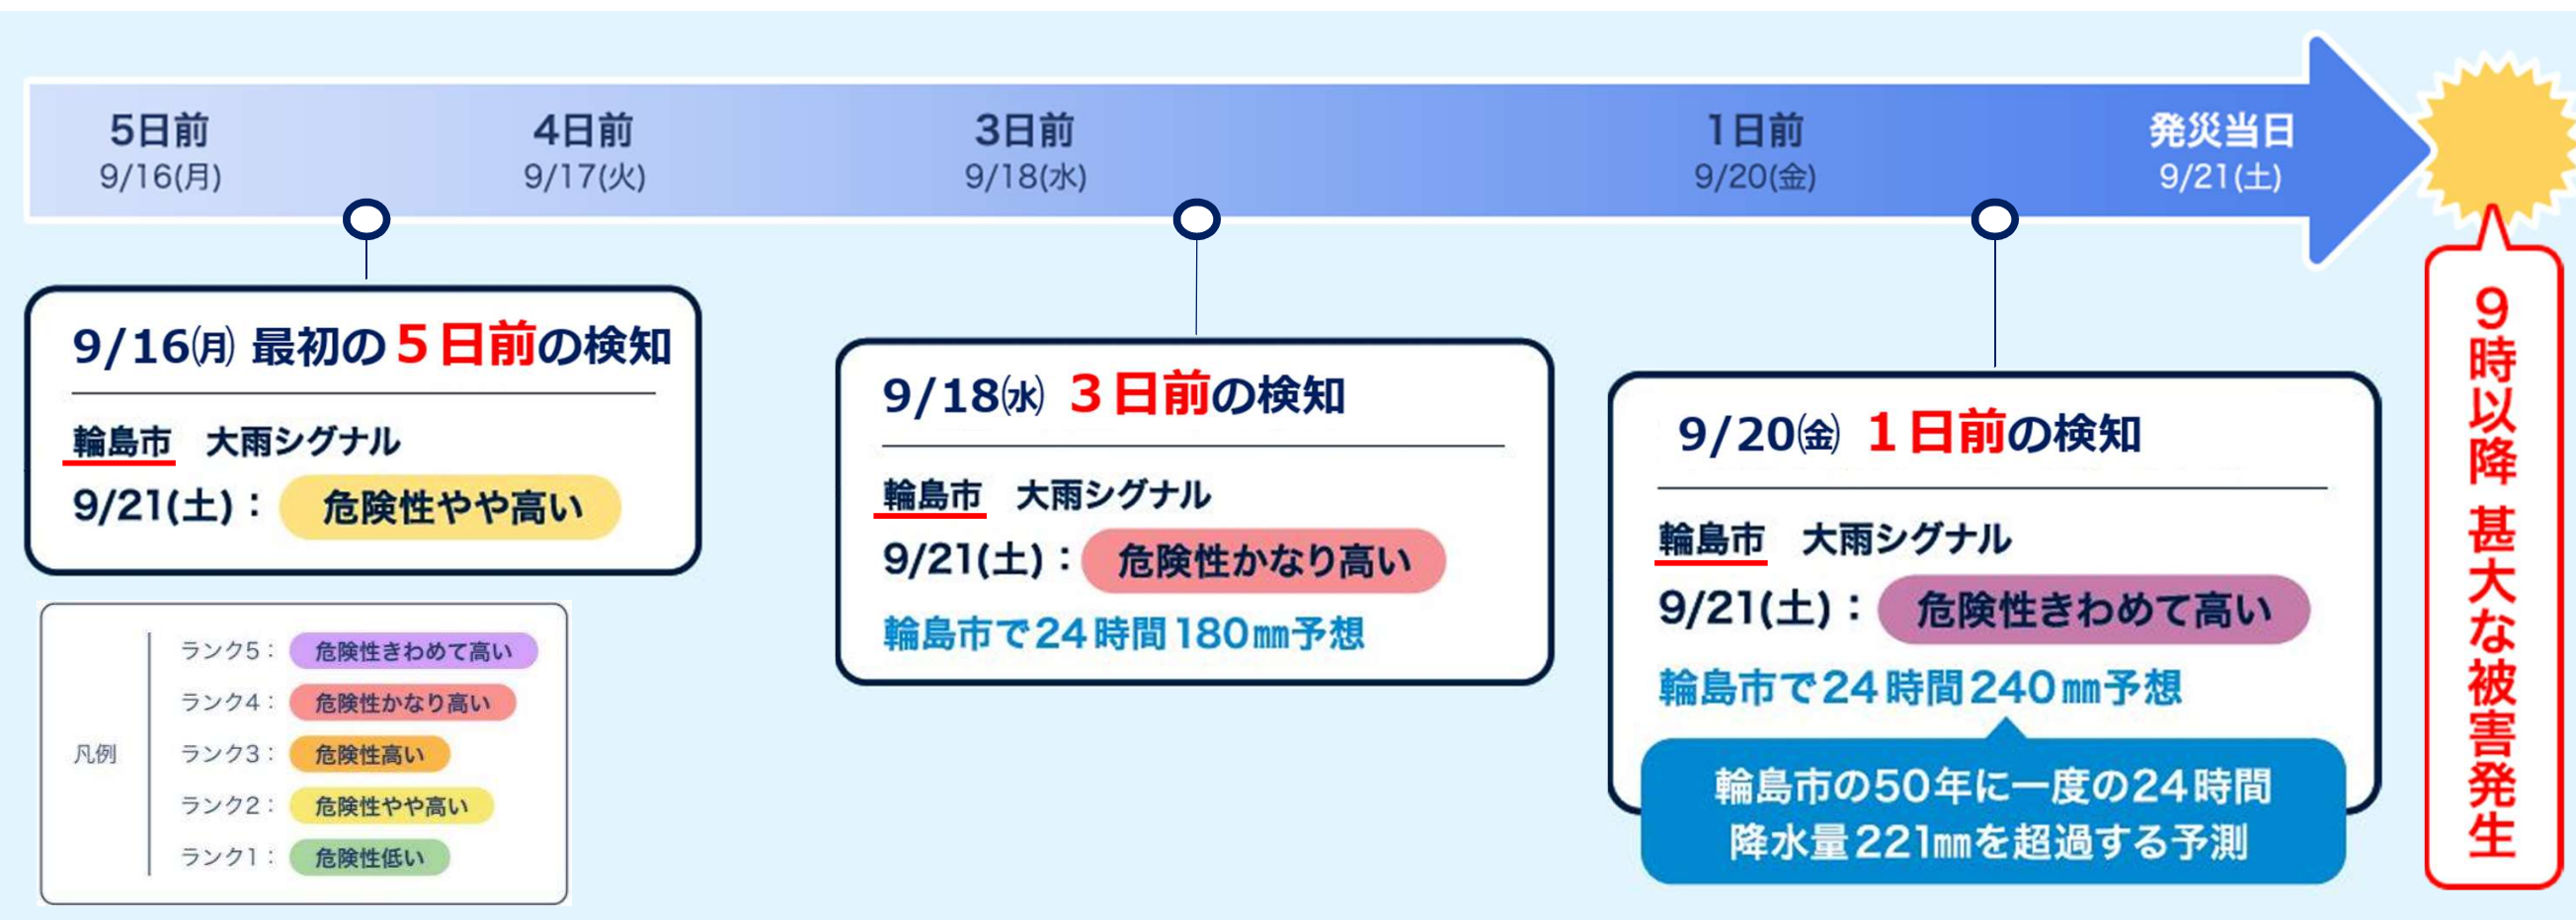 5日前
9/16(月)
4日前
9/17(火)
3日前
9/18(水)
1日前
9/20(金)
発災当日
9/21(土)
9/16㈪ 最初の５日前の検知
輪島市　大雨シグナル
9/21(土)： 危険性やや高い
9/18㈬ ３日前の検知
輪島市　大雨シグナル
9/21(土)： 危険性かなり高い
輪島市で24時間180㎜予想
9/20㈮ １日前の検知
輪島市　大雨シグナル
9/21(土)： 危険性きわめて高い
輪島市で24時間240㎜予想
輪島市の50年に一度の24時間
降水量221㎜を超過する予測
9時以降 甚大な被害発生
凡例
ランク5： 危険性きわめて高い
ランク4： 危険性かなり高い
ランク3： 危険性高い
ランク2： 危険性やや高い
ランク1： 危険性低い